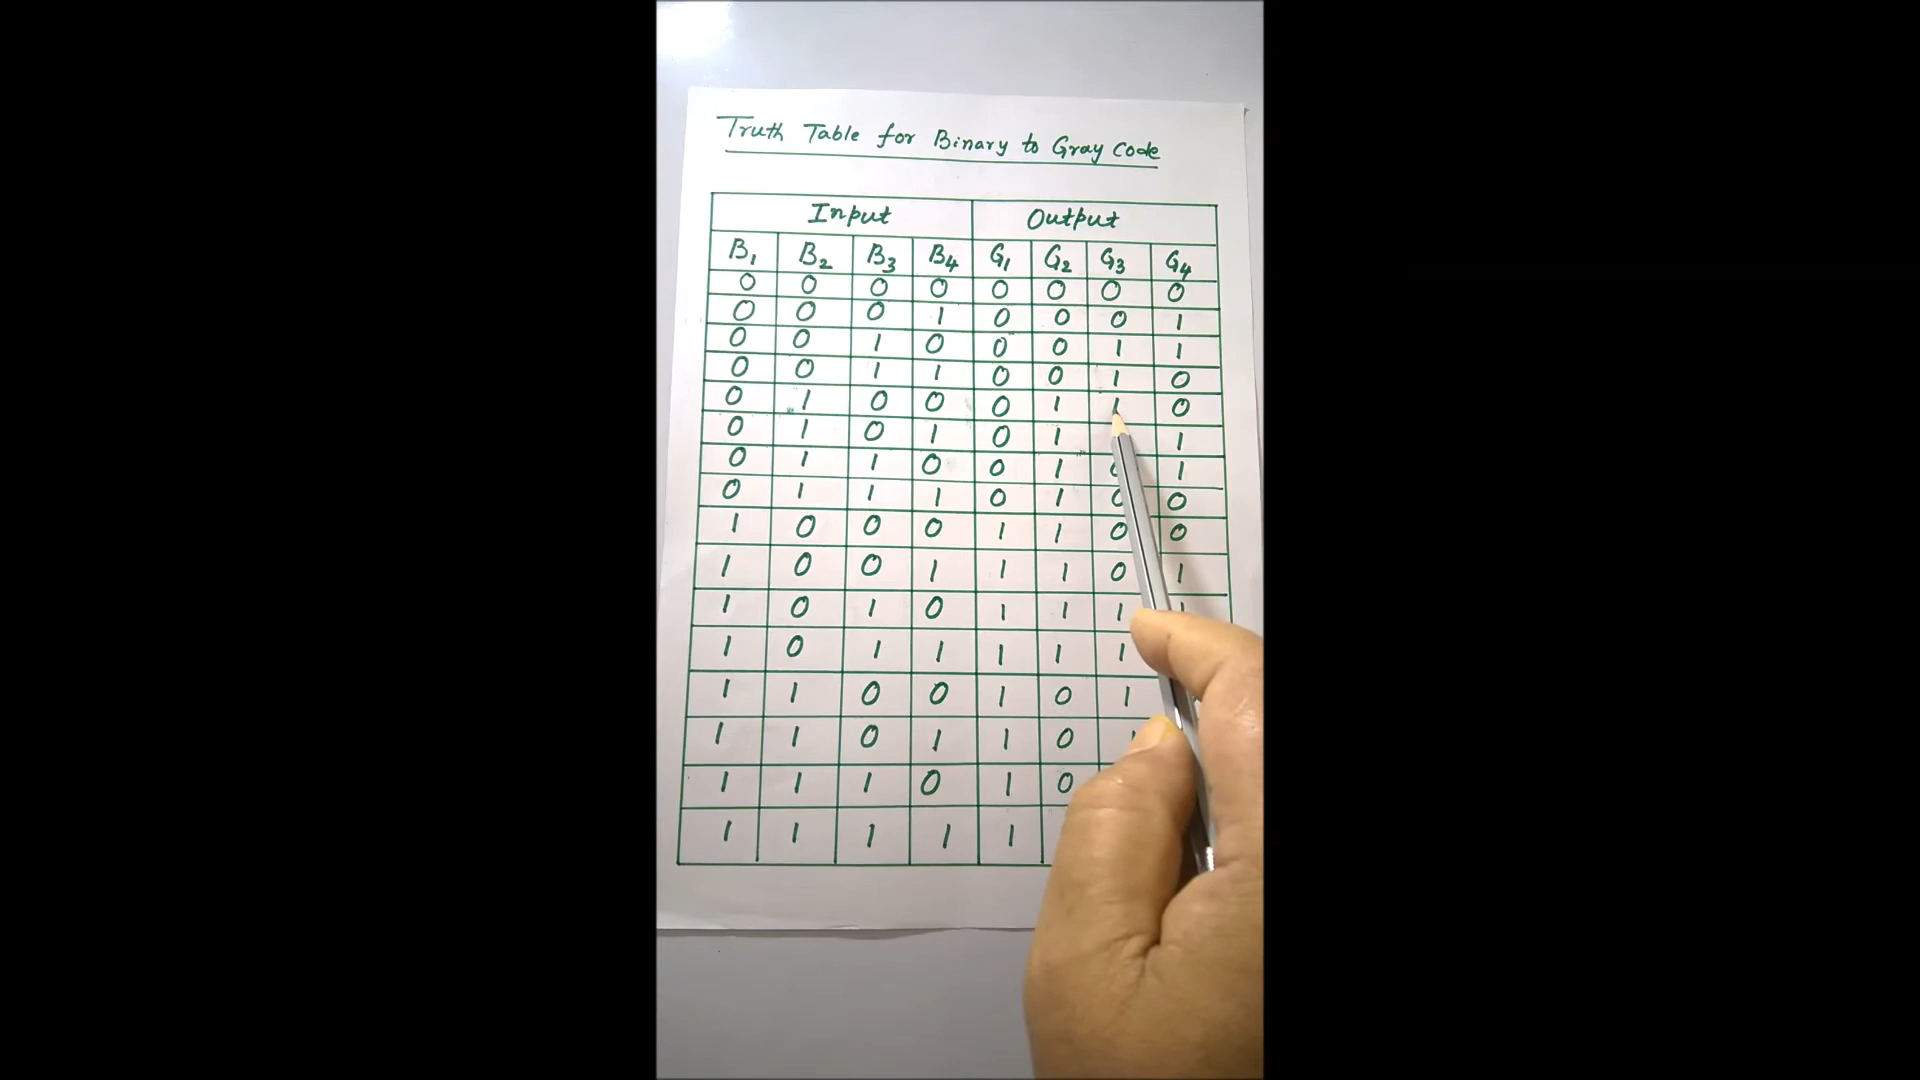 Truth Table for Binary to Gray Code
Input Output
B1 B2 B3 B4 G1 G2 G3 G4
0 0 0 0 0 0 0 0
0 0 0 1 0 0 0 1
0 0 1 0 0 0 1 1
0 0 1 1 0 0 1 0
0 1 0 0 0 1 1 0
0 1 0 1 0 1 1
0 1 1 0 0 1 0 1
0 1 1 1 0 1 0 0
1 0 0 0 1 1 0 0
1 0 0 1 1 1 0 1
1 0 1 0 1 1 1 1
1 0 1 1 1 1 1
1 1 0 0 1 0 1
1 1 0 1 1 0 1
1 1 1 0 1 0
1 1 1 1 1